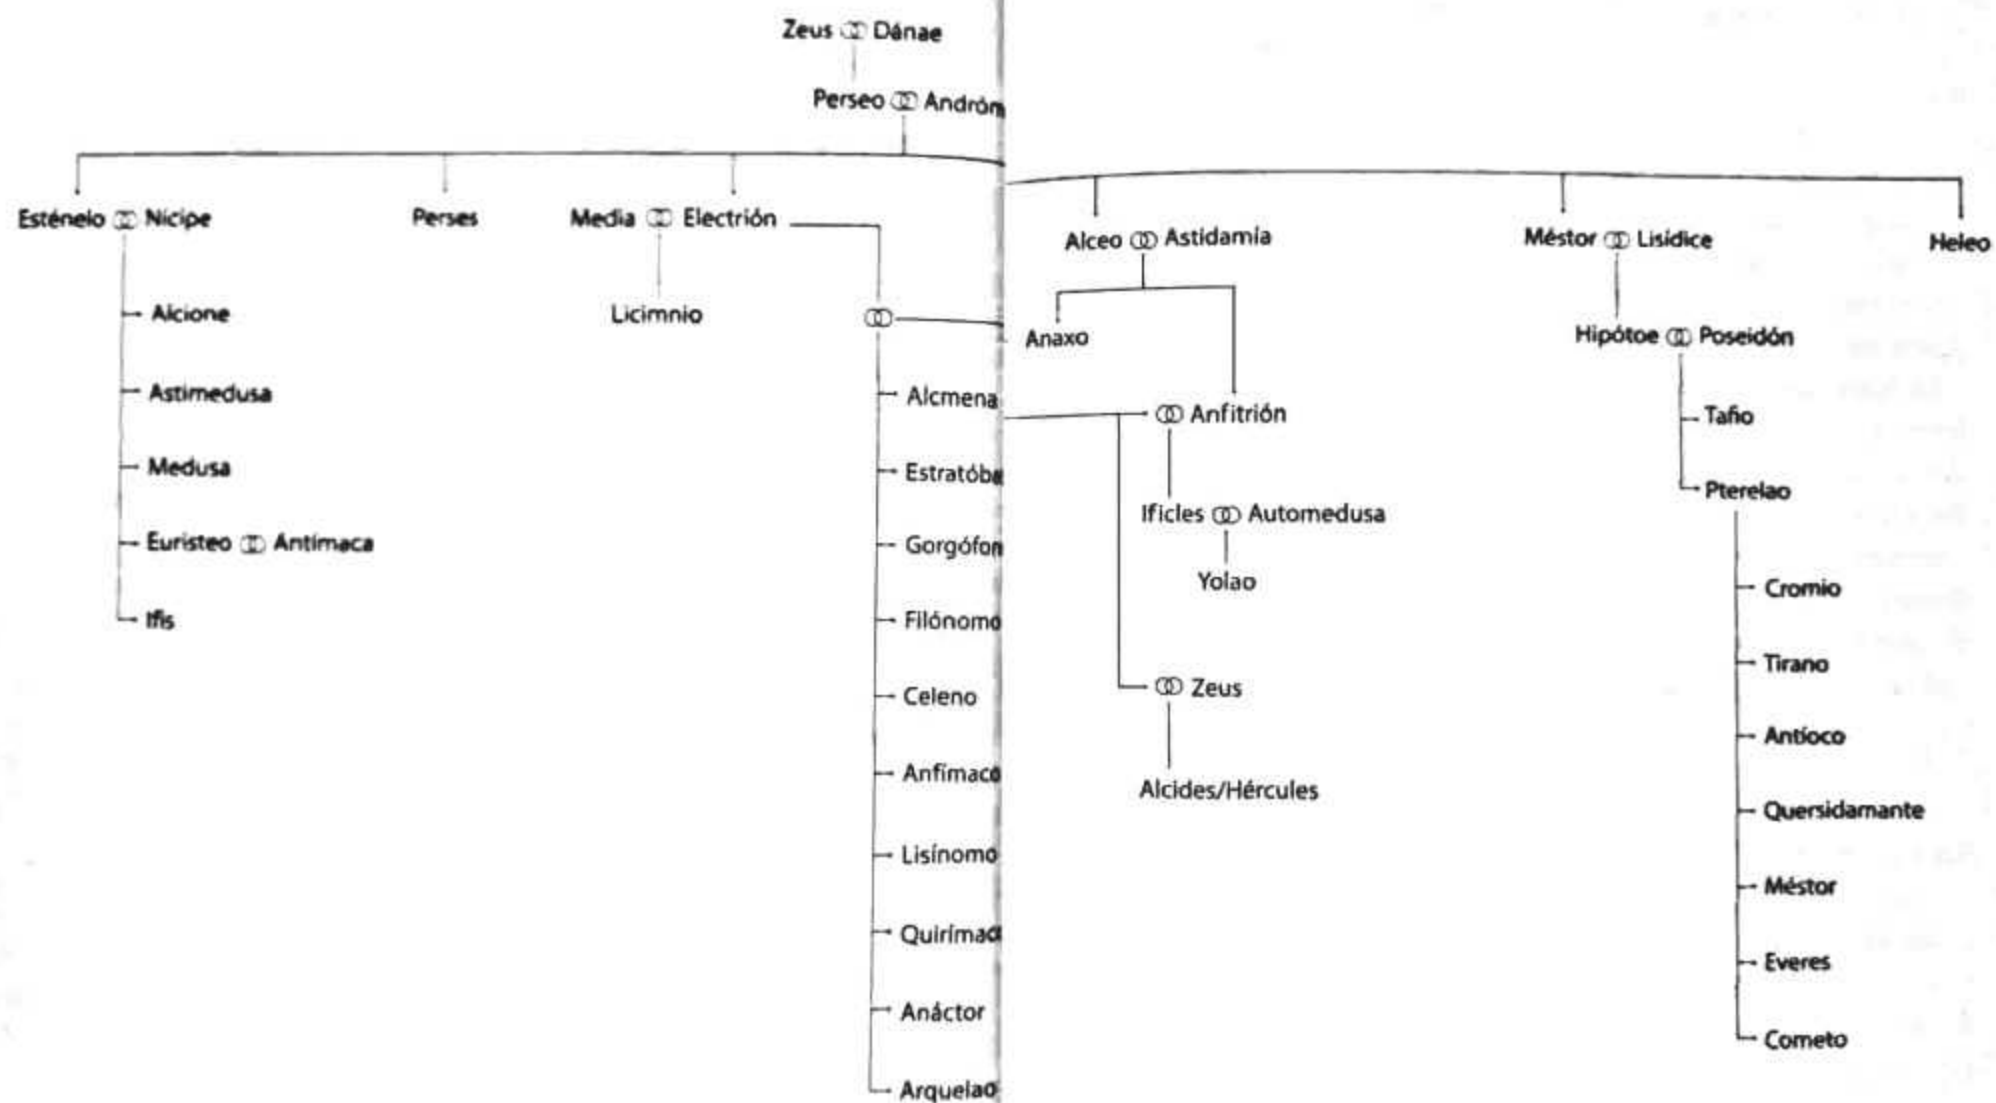 Zeus Dánae
Perseo Andróm
Esténelo Nícipe Perses Media Electrión Alceo Astidamía Méstor Lisídice Heleo
Alcione Licimnio Anaxo Hipótoe Poseidón
Astimedusa Alcmena Anfitrión Tafio
Medusa Estratób Pterelao
Ificles Automedusa
Euristeo Antímaca Gorgófon
Yolao Cromio
Ifis Filónomo
Tirano
Celeno Zeus
Antíoco
Anfímaco Alcides/Hércules
Quersidamante
Lisínomo
Méstor
Quirímac
Everes
Anáctor
Cometo
Arquelao